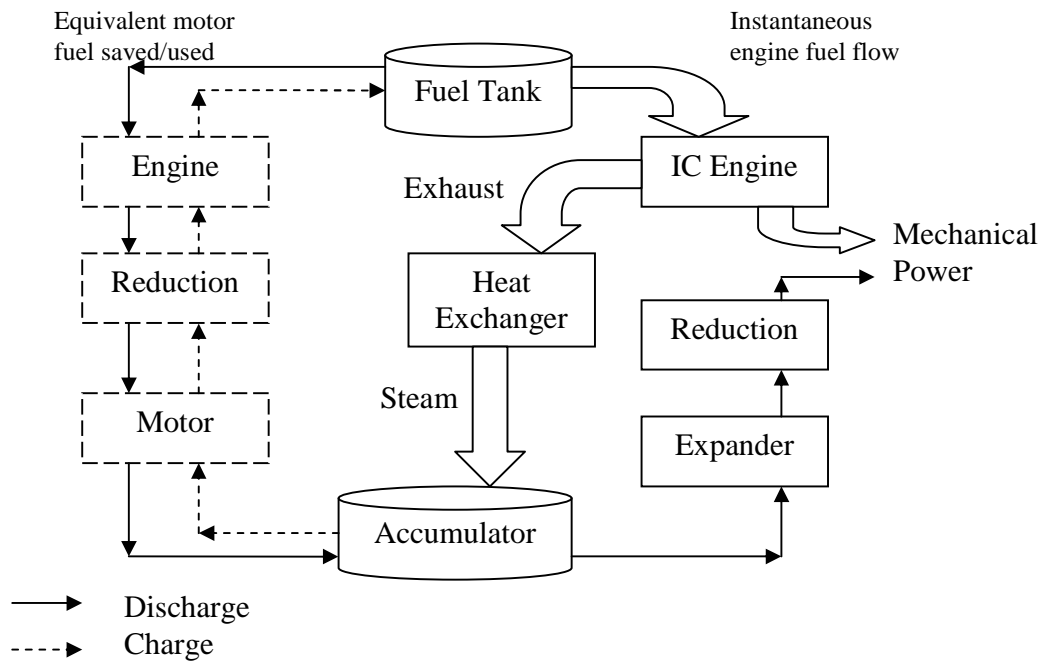 Equivalent motor
fuel saved/used
Instantaneous
engine fuel flow
Fuel Tank
Engine
IC Engine
Exhaust
Mechanical
Power
Reduction
Heat
Exchanger
Reduction
Steam
Motor
Expander
Accumulator
Discharge
Charge